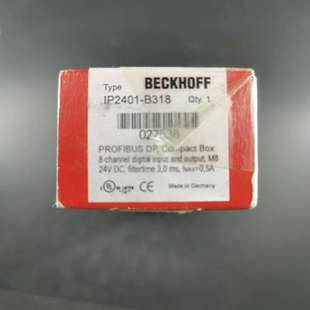 Type BECKHOFF
IP2401-B318 Qty. 1
PROFIBUS DP, Compact Box
8 channel digital input and output, M8
24V DC, filtertime 3,0 ms, Imax=0,5A
LISTED
CE Made in Germany